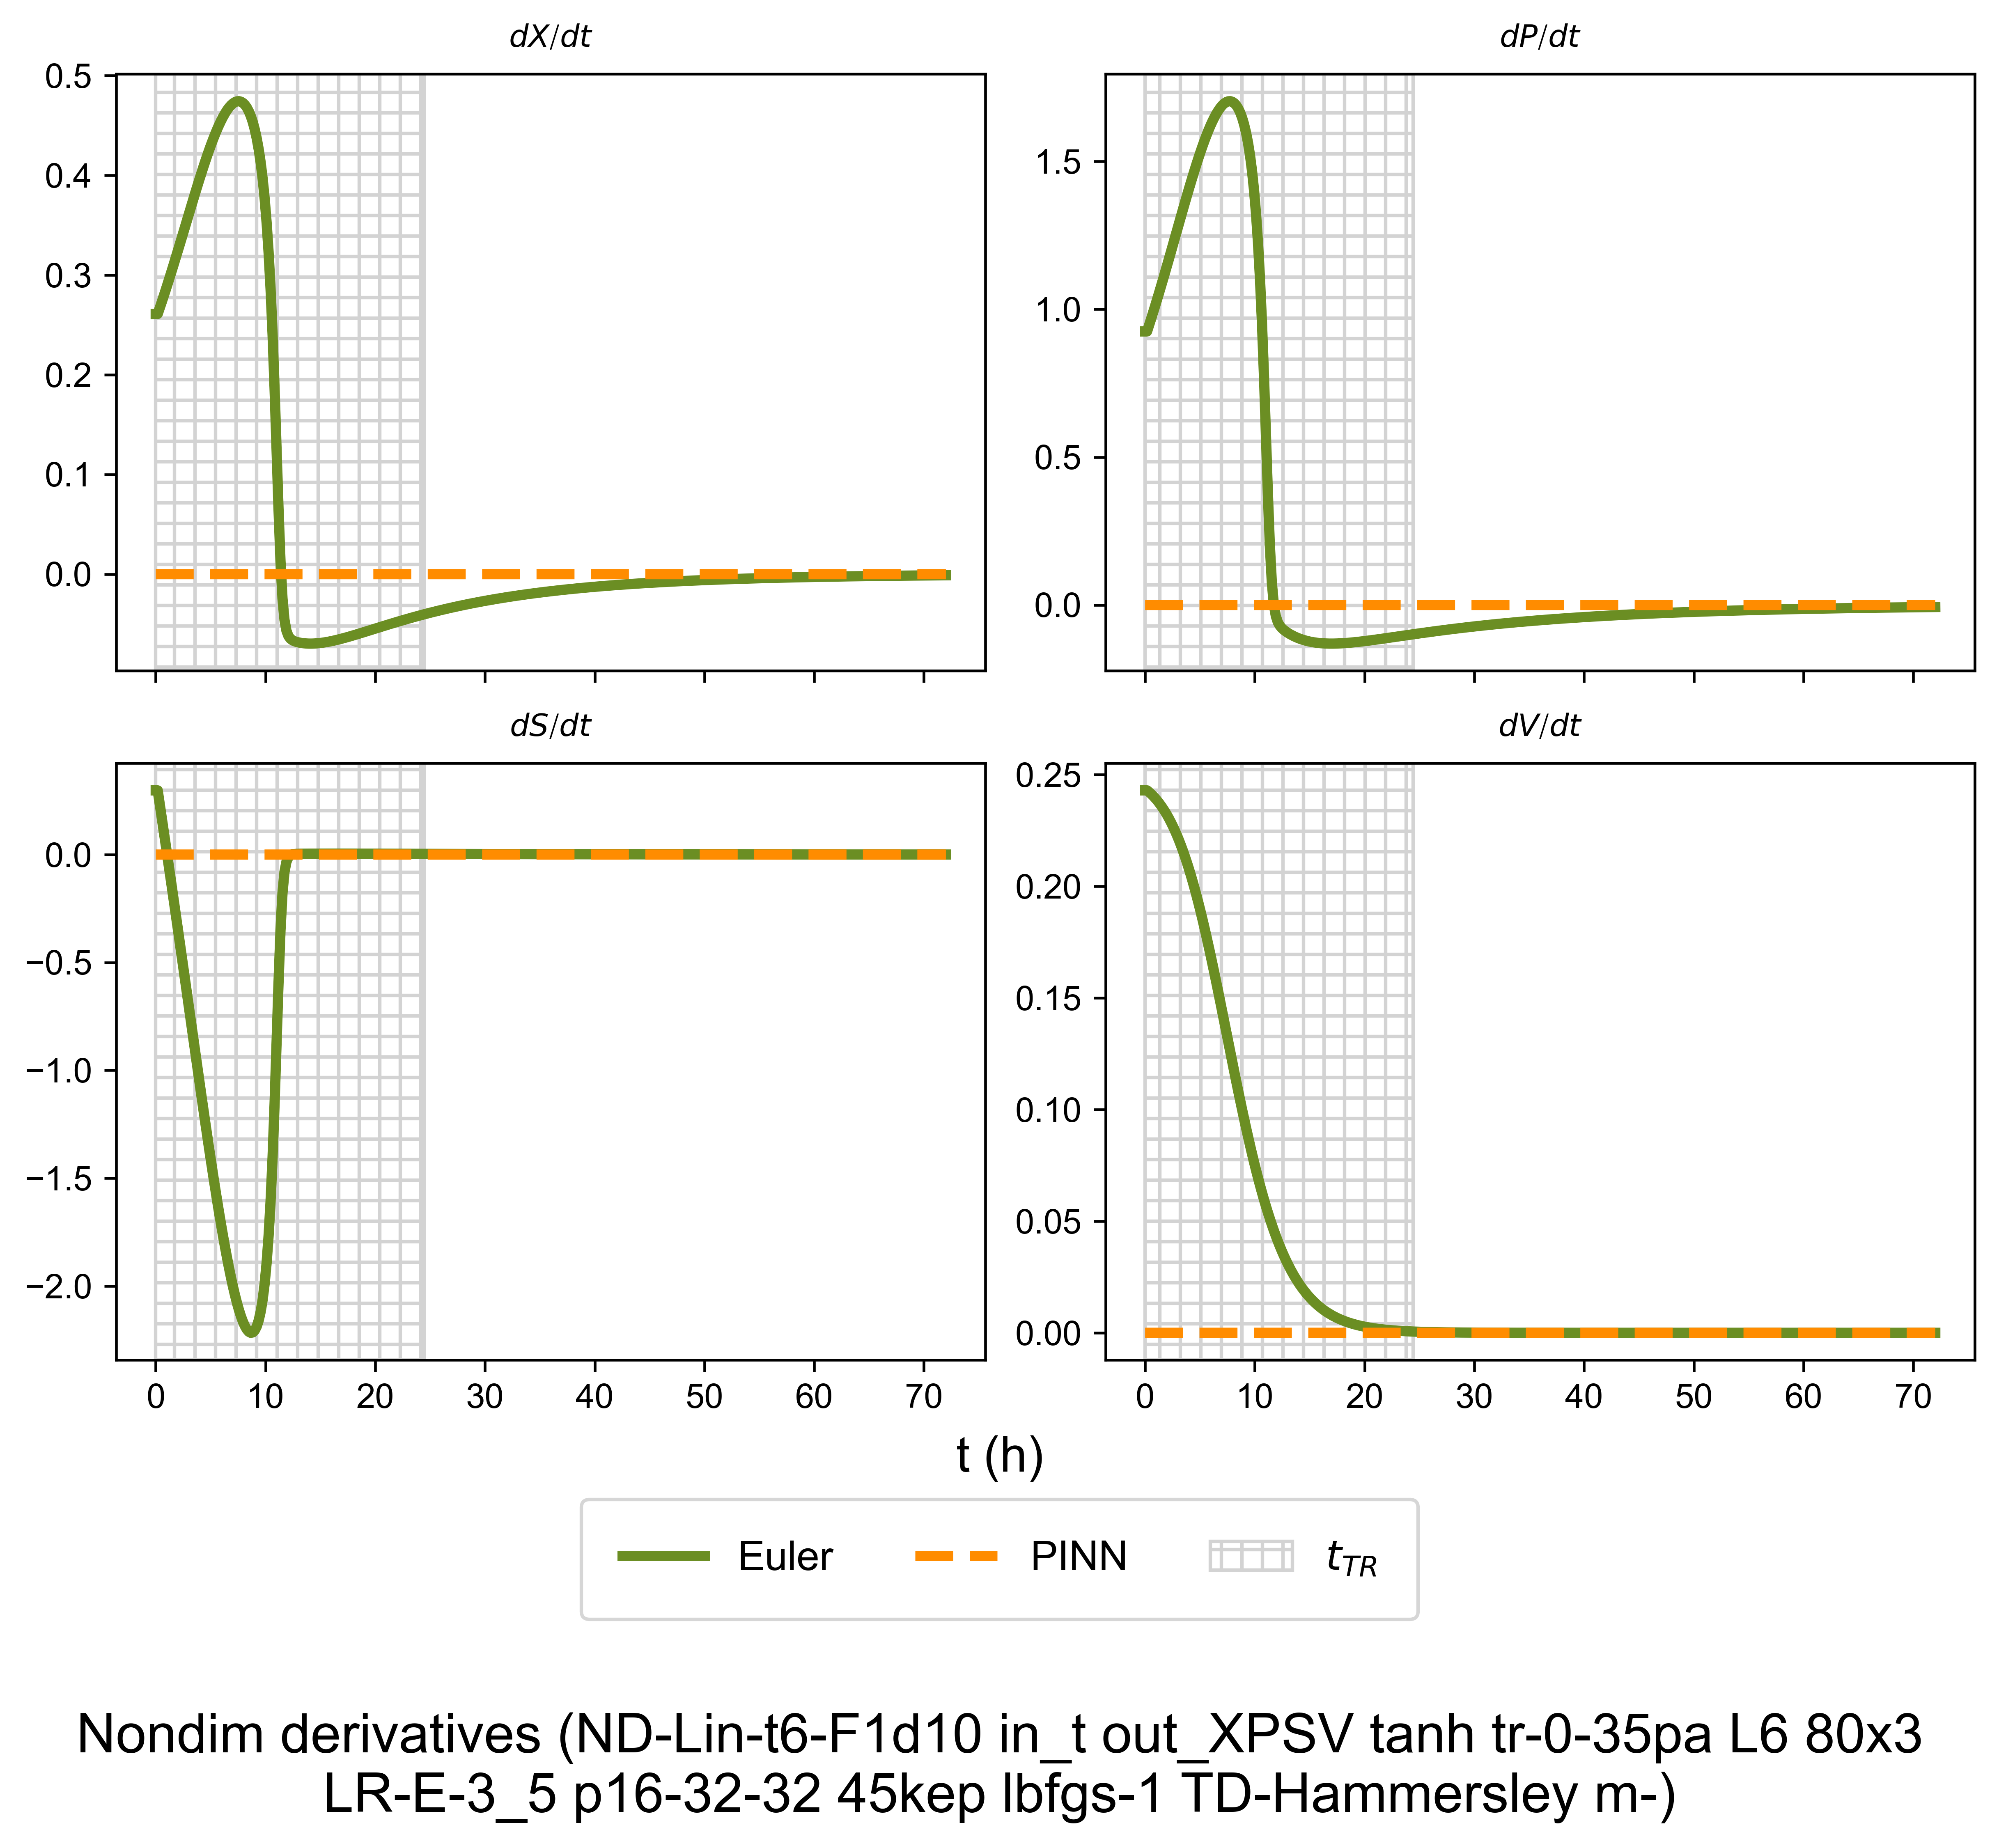 dX/dt
dP/dt
0.5
0.4
0.3
0.2
0.1
0.0
1.5
1.0
0.5
0.0
dS/dt
dV/dt
0.0
−0.5
−1.0
−1.5
−2.0
0 10 20 30 40 50 60 70
0.25
0.20
0.15
0.10
0.05
0.00
0 10 20 30 40 50 60 70
t (h)
Euler PINN t_TR
Nondim derivatives (ND-Lin-t6-F1d10 in_t out_XPSV tanh tr-0-35pa L6 80x3
LR-E-3_5 p16-32-32 45kep lbfgs-1 TD-Hammersley m-)